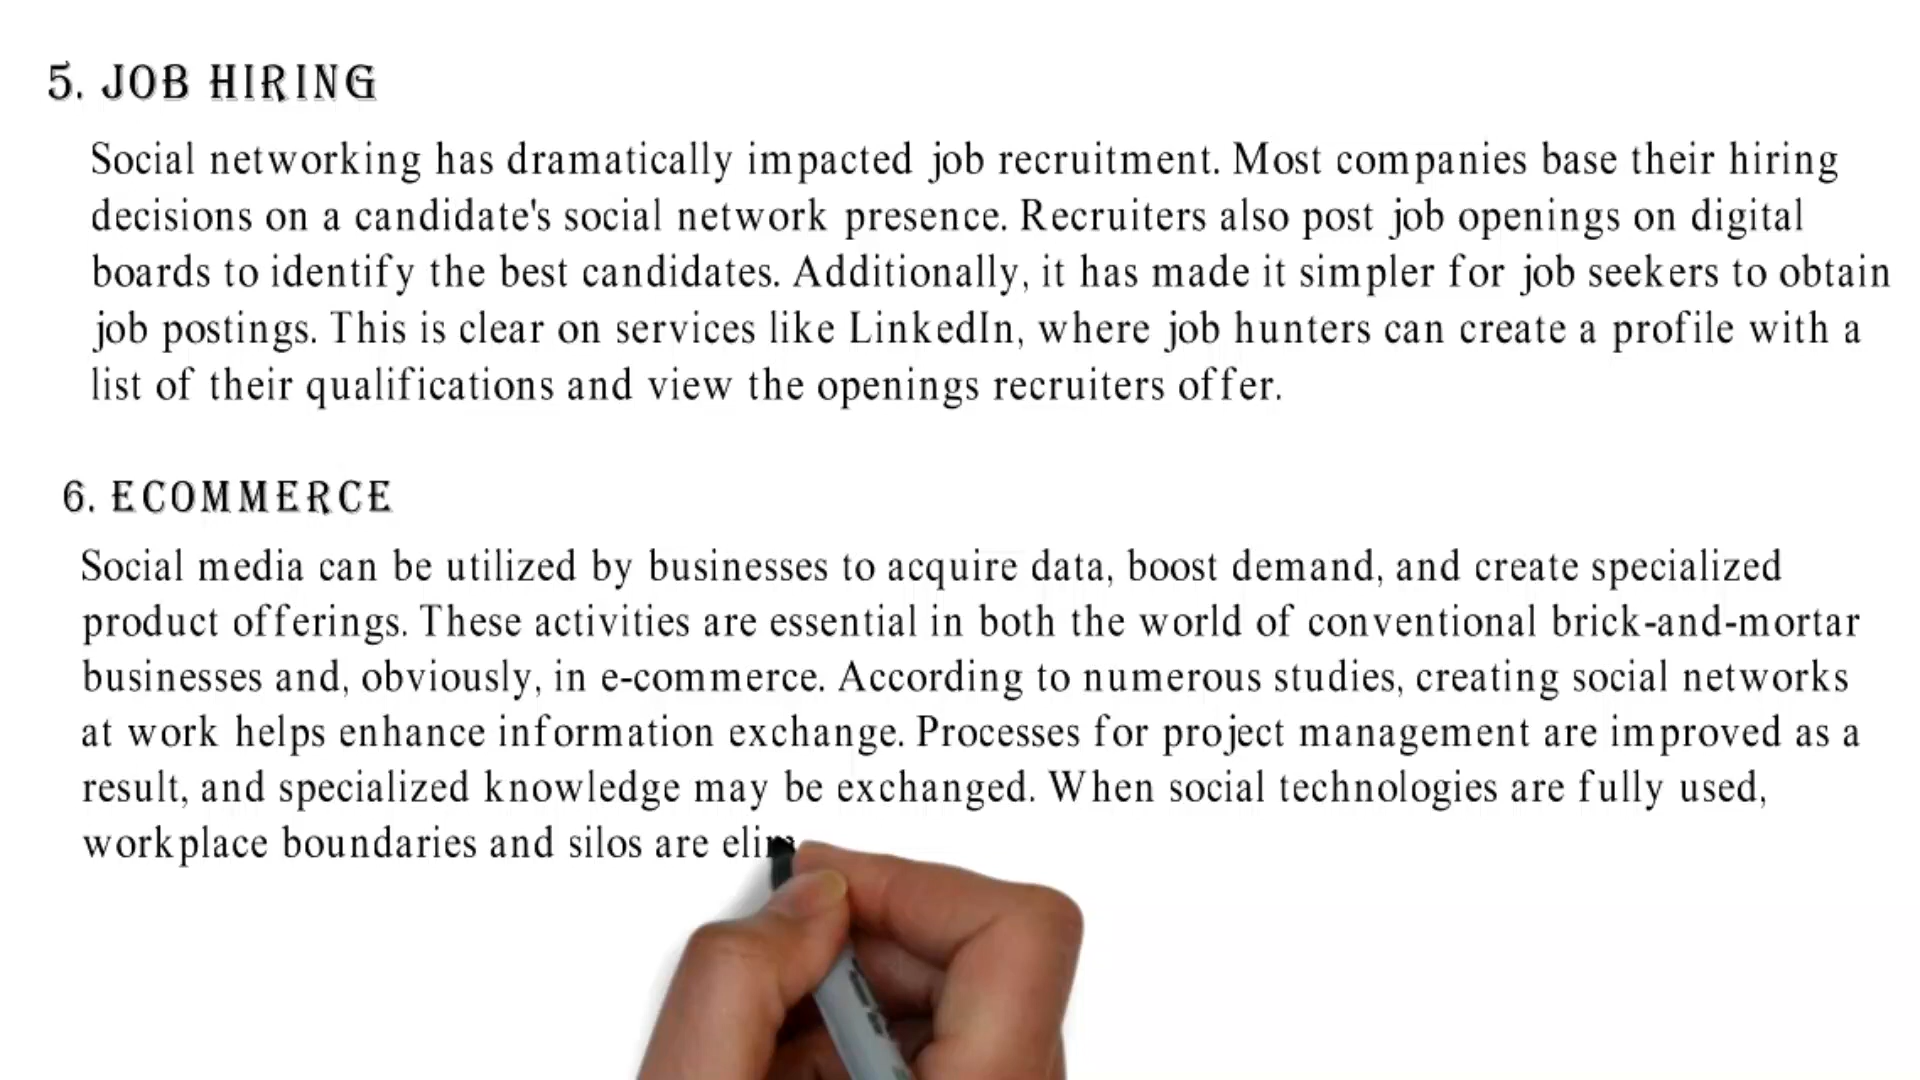 5. JOB HIRING
Social networking has dramatically impacted job recruitment. Most companies base their hiring
decisions on a candidate's social network presence. Recruiters also post job openings on digital
boards to identify the best candidates. Additionally, it has made it simpler for job seekers to obtain
job postings. This is clear on services like LinkedIn, where job hunters can create a profile with a
list of their qualifications and view the openings recruiters offer.
6. ECOMMERCE
Social media can be utilized by businesses to acquire data, boost demand, and create specialized
product offerings. These activities are essential in both the world of conventional brick-and-mortar
businesses and, obviously, in e-commerce. According to numerous studies, creating social networks
at work helps enhance information exchange. Processes for project management are improved as a
result, and specialized knowledge may be exchanged. When social technologies are fully used,
workplace boundaries and silos are